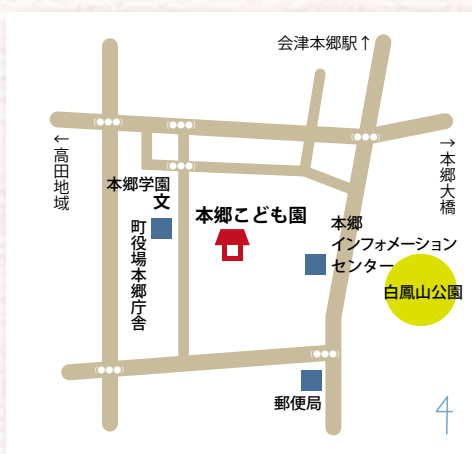 会津本郷駅↑
←高田地域
→本郷大橋
本郷学園
文
本郷こども園
町役場本郷庁舎
本郷
インフォメーション
センター
白鳳山公園
郵便局
4